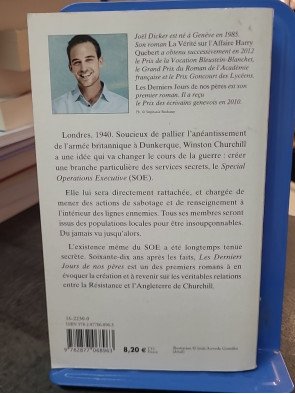 Joël Dicker est né à Genève en 1985.
Son roman La Vérité sur l'Affaire Harry
Quebert a obtenu successivement en 2012
le Prix de la Vocation Bleustein-Blanchet,
le Grand Prix du Roman de l'Académie
française et le Prix Goncourt des Lycéens.
Les Derniers Jours de nos pères est son
premier roman. Il a reçu
le Prix des écrivains genevois en 2010.
Londres, 1940. Soucieux de pallier l'anéantissement
de l'armée britannique à Dunkerque, Winston Churchill
a une idée qui va changer le cours de la guerre : créer
une branche particulière des services secrets, le Special
Operations Executive (SOE).
Elle lui sera directement rattachée, et chargée de
mener des actions de sabotage et de renseignement à
l'intérieur des lignes ennemies. Tous ses membres seront
issus des populations locales pour être insoupçonnables.
Du jamais vu jusqu'alors.
L'existence même du SOE a été longtemps tenue
secrète. Soixante-dix ans après les faits, Les Derniers
Jours de nos pères est un des premiers romans à en
évoquer la création et à revenir sur les véritables relations
entre la Résistance et l'Angleterre de Churchill.
8,20 €